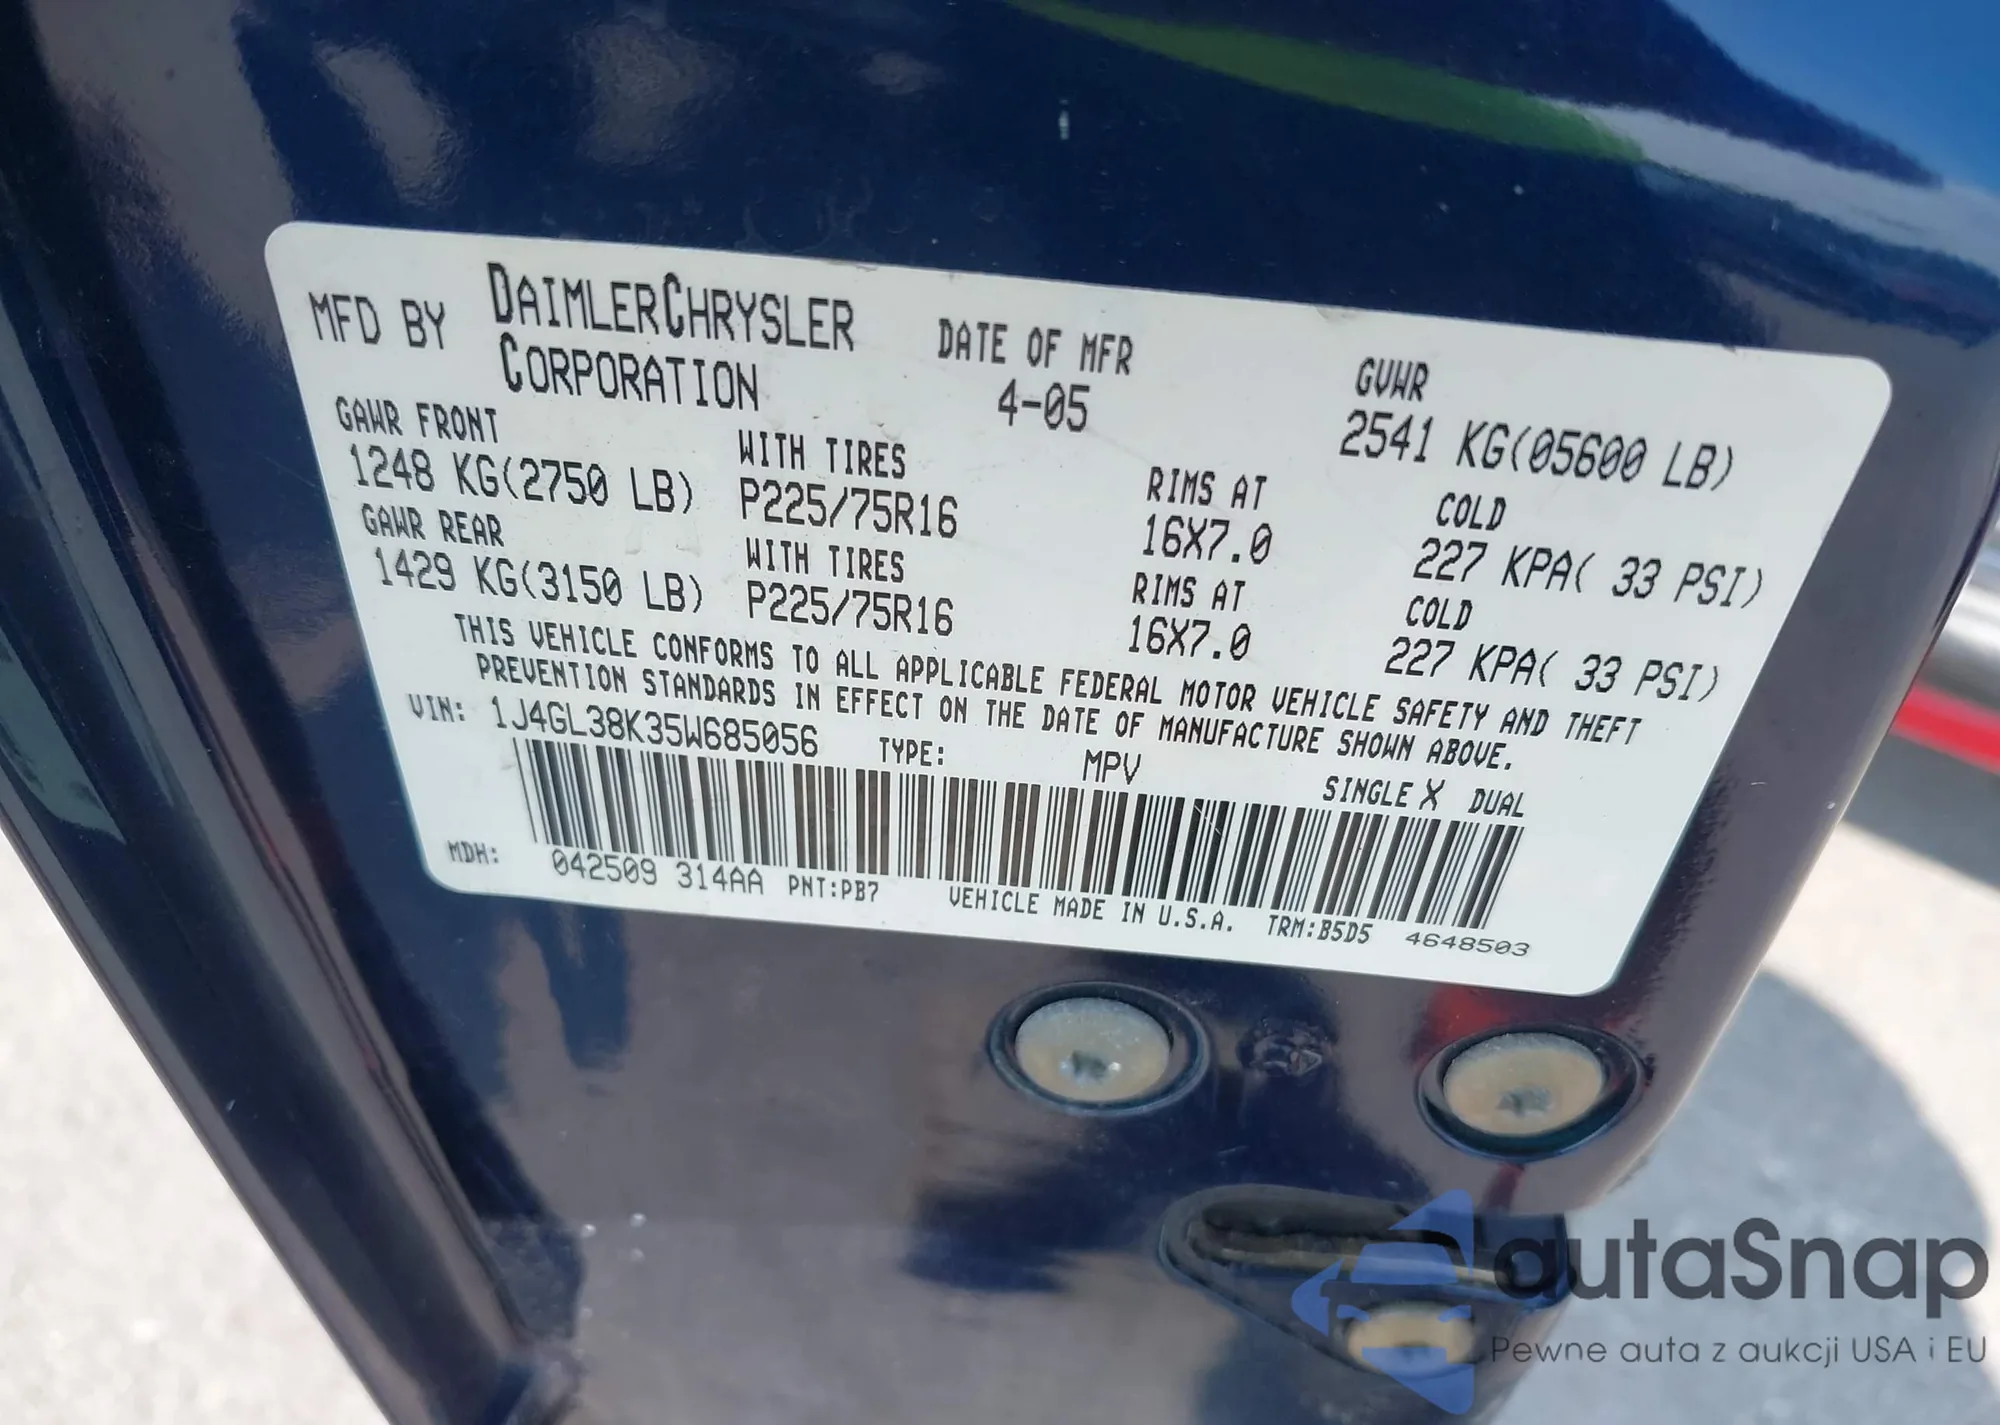 MFD BY DAIMLERCHRYSLER CORPORATION
DATE OF MFR 4-05
GVWR 2541 KG(05600 LB)
GAWR FRONT WITH TIRES RIMS AT COLD
1248 KG(2750 LB) P225/75R16 16X7.0 227 KPA( 33 PSI)
GAWR REAR WITH TIRES RIMS AT COLD
1429 KG(3150 LB) P225/75R16 16X7.0 227 KPA( 33 PSI)
THIS VEHICLE CONFORMS TO ALL APPLICABLE FEDERAL MOTOR VEHICLE SAFETY AND THEFT
PREVENTION STANDARDS IN EFFECT ON THE DATE OF MANUFACTURE SHOWN ABOVE.
VIN: 1J4GL38K35W685056 TYPE: MPV SINGLE X DUAL
MDH: 042509 314AA PNT:PB7 VEHICLE MADE IN U.S.A. TRM:B5D5 4648503
autaSnap
Pewne auta z aukcji USA i EU